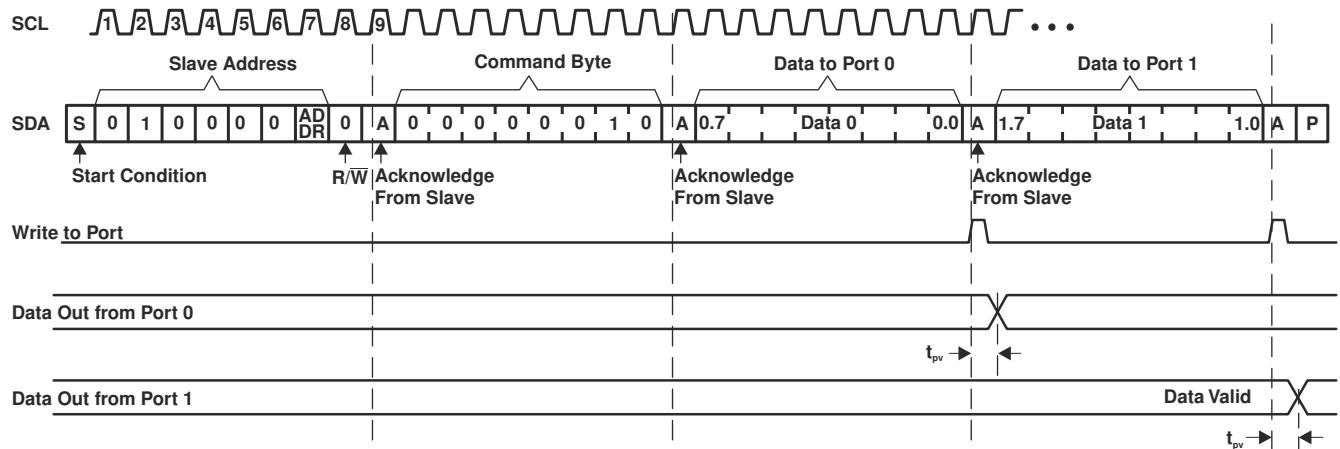 SCL 1 2 3 4 5 6 7 8 9
Slave Address Command Byte Data to Port 0 Data to Port 1
SDA S 0 1 0 0 0 0 AD DR 0 A 0 0 0 0 0 0 1 0 A 0.7 Data 0 0.0 A 1.7 Data 1 1.0 A P
Start Condition R/W Acknowledge From Slave Acknowledge From Slave Acknowledge From Slave
Write to Port
Data Out from Port 0
tpv
Data Out from Port 1 Data Valid
tpv